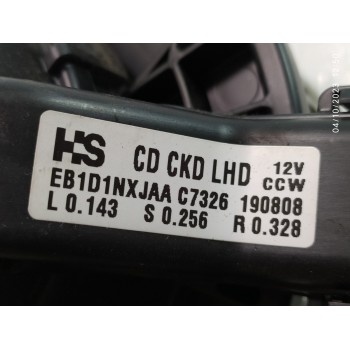 HS CD CKD LHD 12V
CCW
EB1D1NXJAA C7326 190808
L 0.143 S 0.256 R 0.328